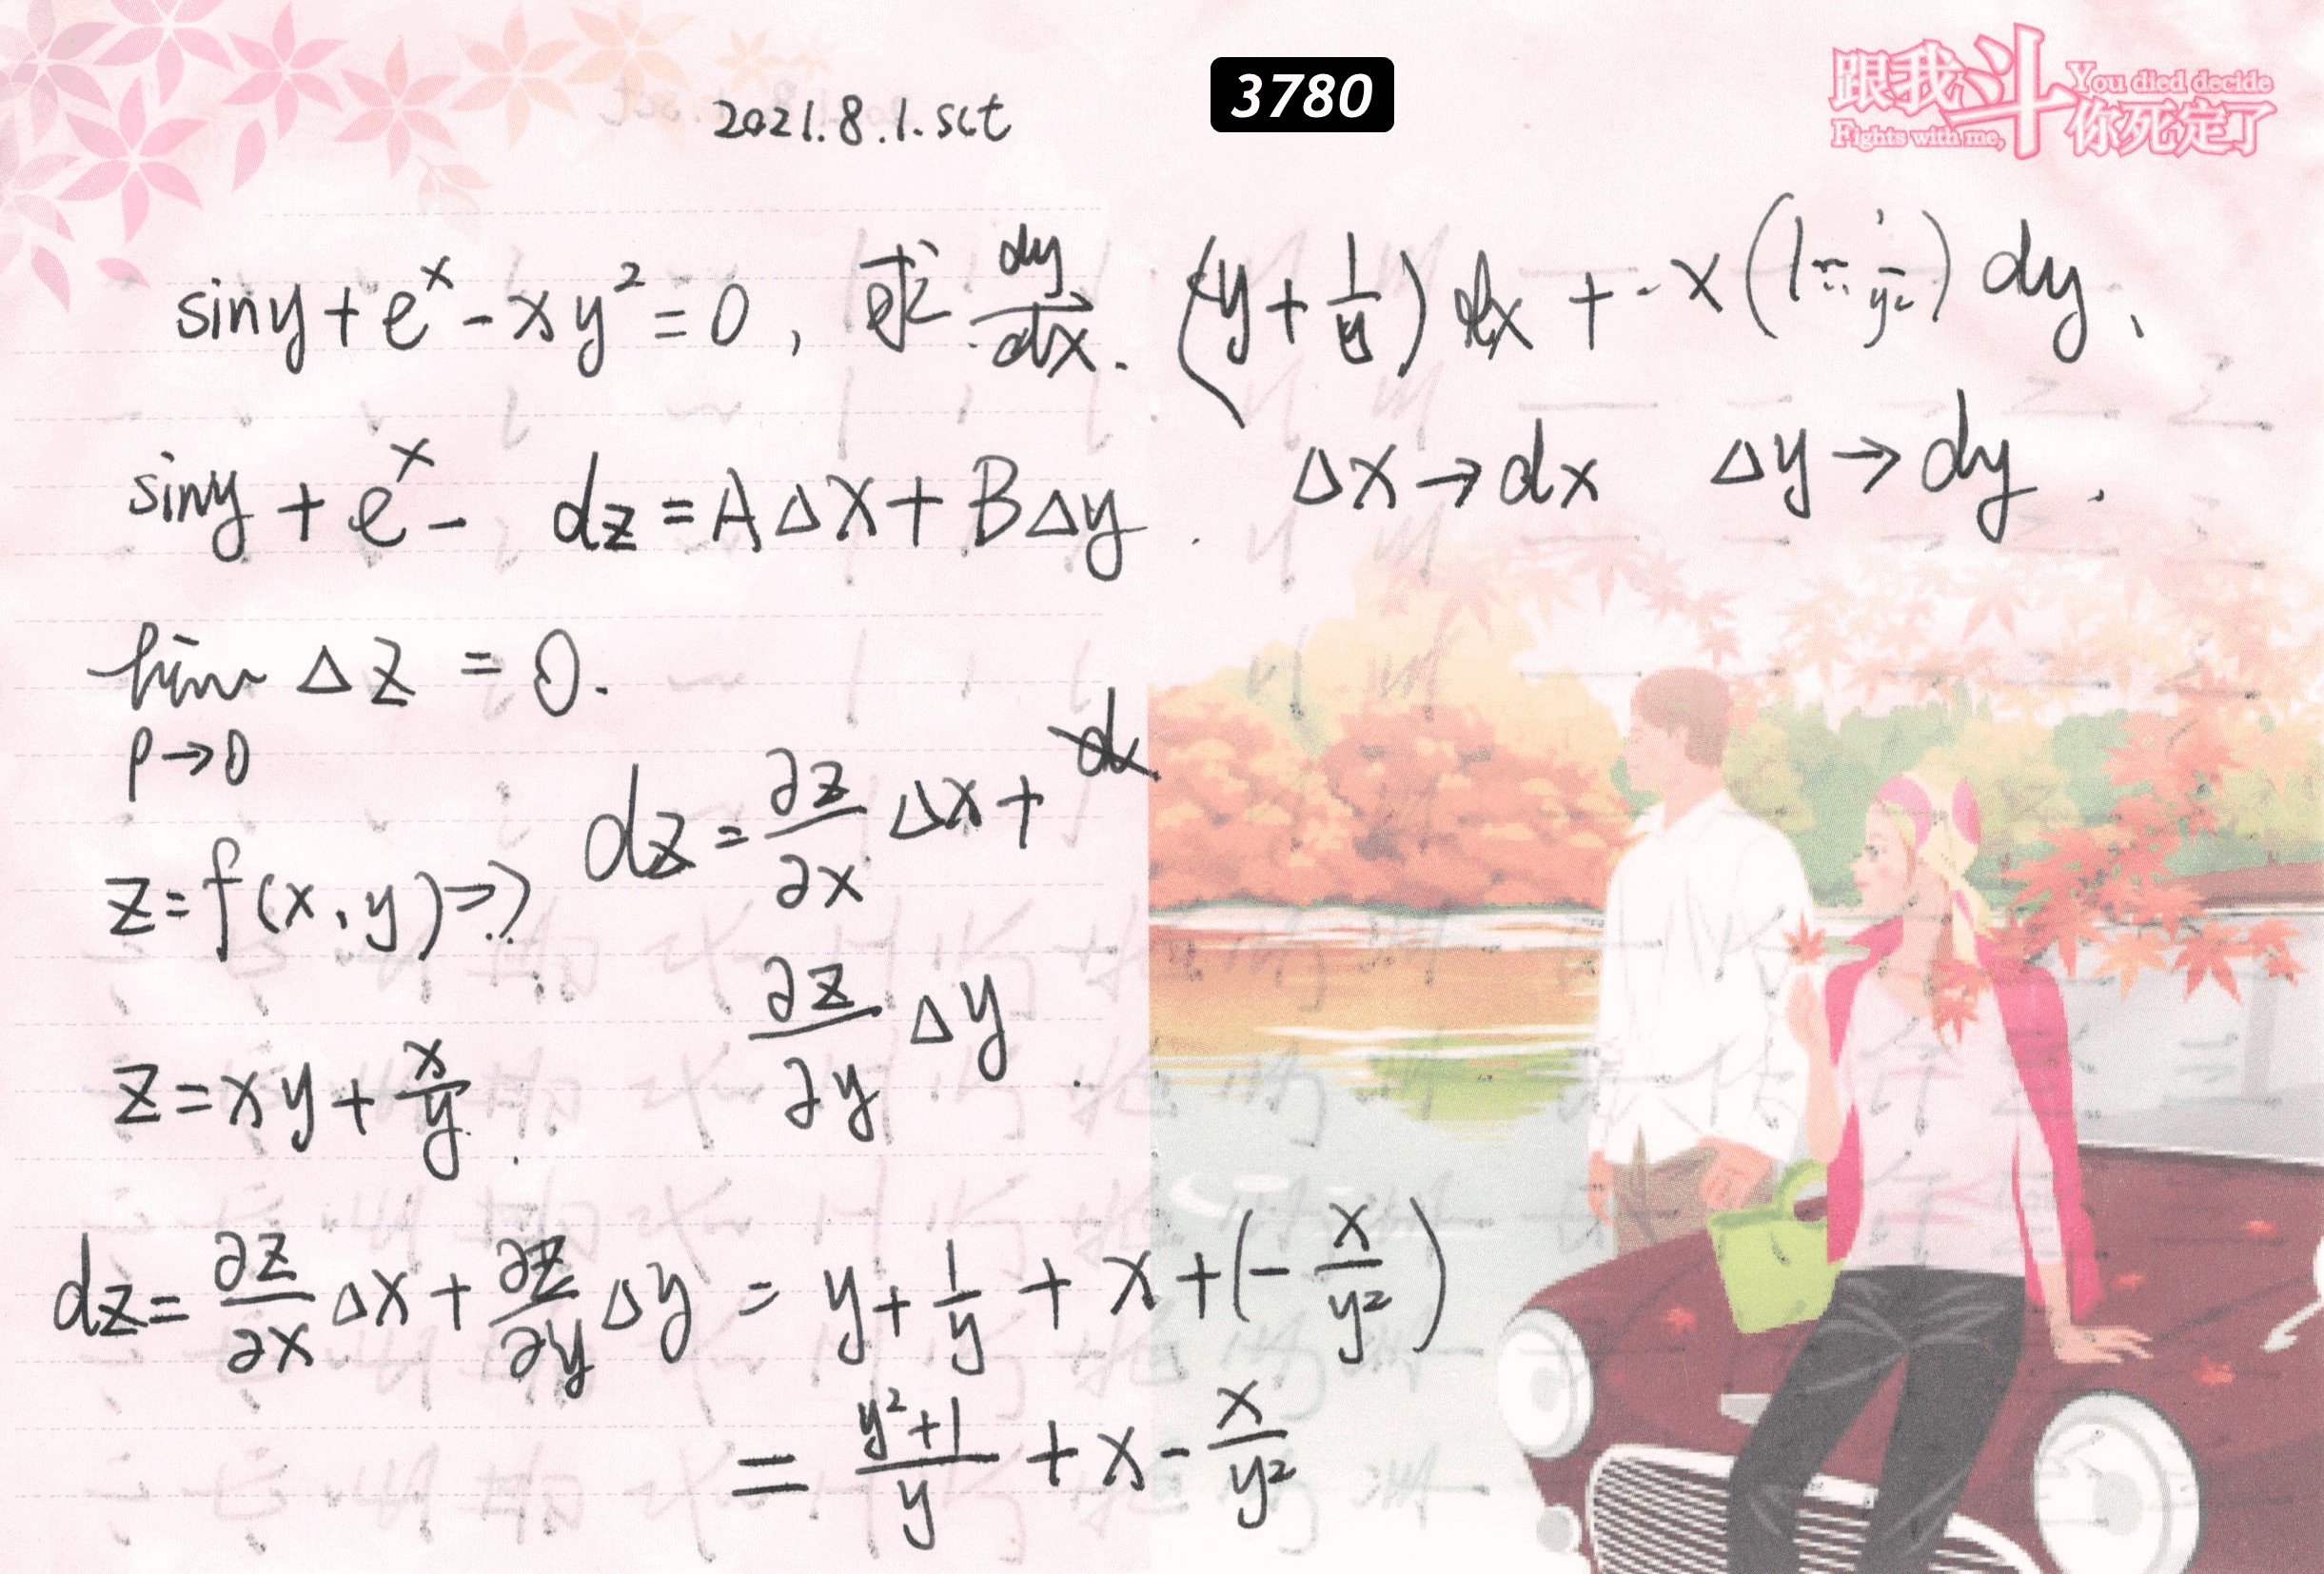 3780
2021.8.1.sct
跟我斗你死定了
You died decide
Fights with me,
siny + e^x - xy² = 0, 求 dy/dx.
(y + 1/y) dx + x(1 - 1/y²) dy、
Δx → dx Δy → dy.
siny + e^x - dz = AΔx + BΔy.
lim Δz = 0.
ρ→0
z = f(x, y) ⇒ dz = ∂z/∂x Δx +
∂z/∂y Δy.
z = xy + x/y.
dz = ∂z/∂x Δx + ∂z/∂y Δy = y + 1/y + x + (- x/y²)
= y²+1/y + x - x/y²